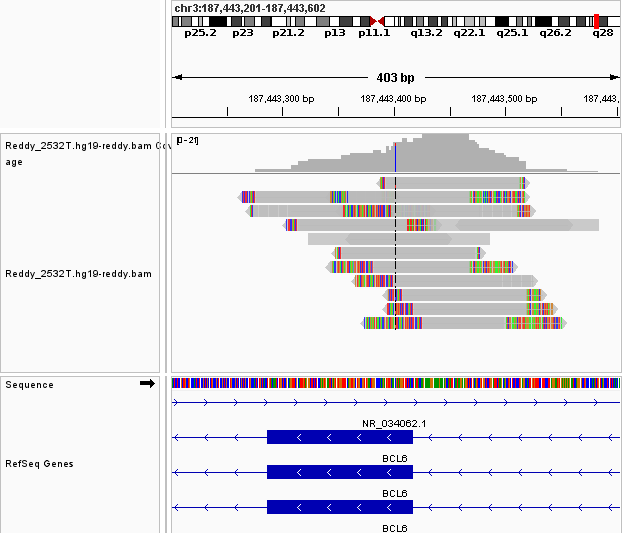 chr3:187,443,201-187,443,602
p25.2 p23 p21.2 p13 p11.1 q13.2 q22.1 q25.1 q26.2 q28
403 bp
187,443,300 bp 187,443,400 bp 187,443,500 bp 187,443,
Reddy_2532T.hg19-reddy.bam Cov
age
[0-21]
Reddy_2532T.hg19-reddy.bam
Sequence
NR_034062.1
BCL6
RefSeq Genes
BCL6
BCL6